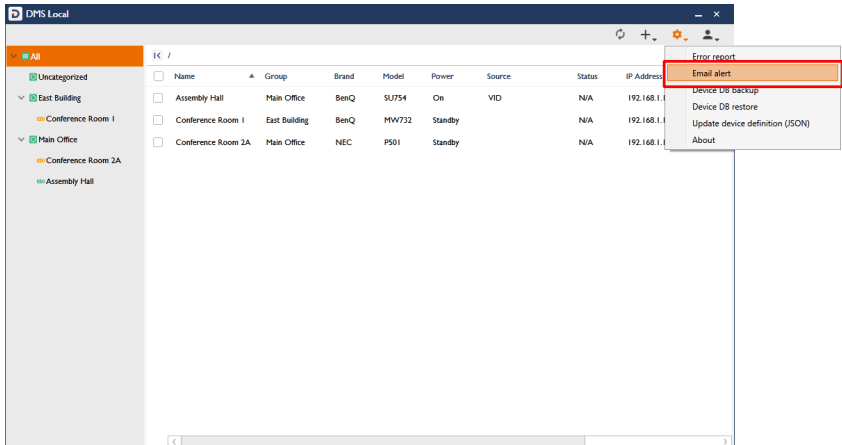 DMS Local
All
Uncategorized
East Building
Conference Room 1
Main Office
Conference Room 2A
Assembly Hall
/
Name Group Brand Model Power Source Status IP Address
Assembly Hall Main Office BenQ SU754 On VID N/A 192.168.1.
Conference Room 1 East Building BenQ MW732 Standby N/A 192.168.1.
Conference Room 2A Main Office NEC P501 Standby N/A 192.168.1.
Error report
Email alert
Device DB backup
Device DB restore
Update device definition (JSON)
About